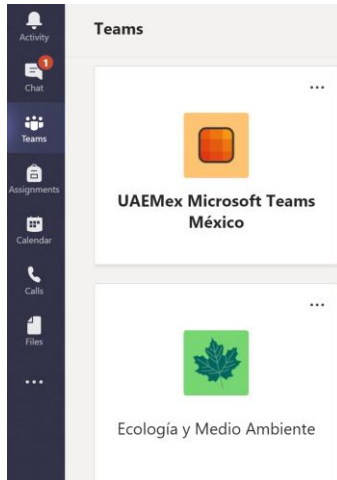 Activity
1
Chat
Teams
Assignments
Calendar
Calls
Files
Teams
UAEMex Microsoft Teams
México
Ecología y Medio Ambiente